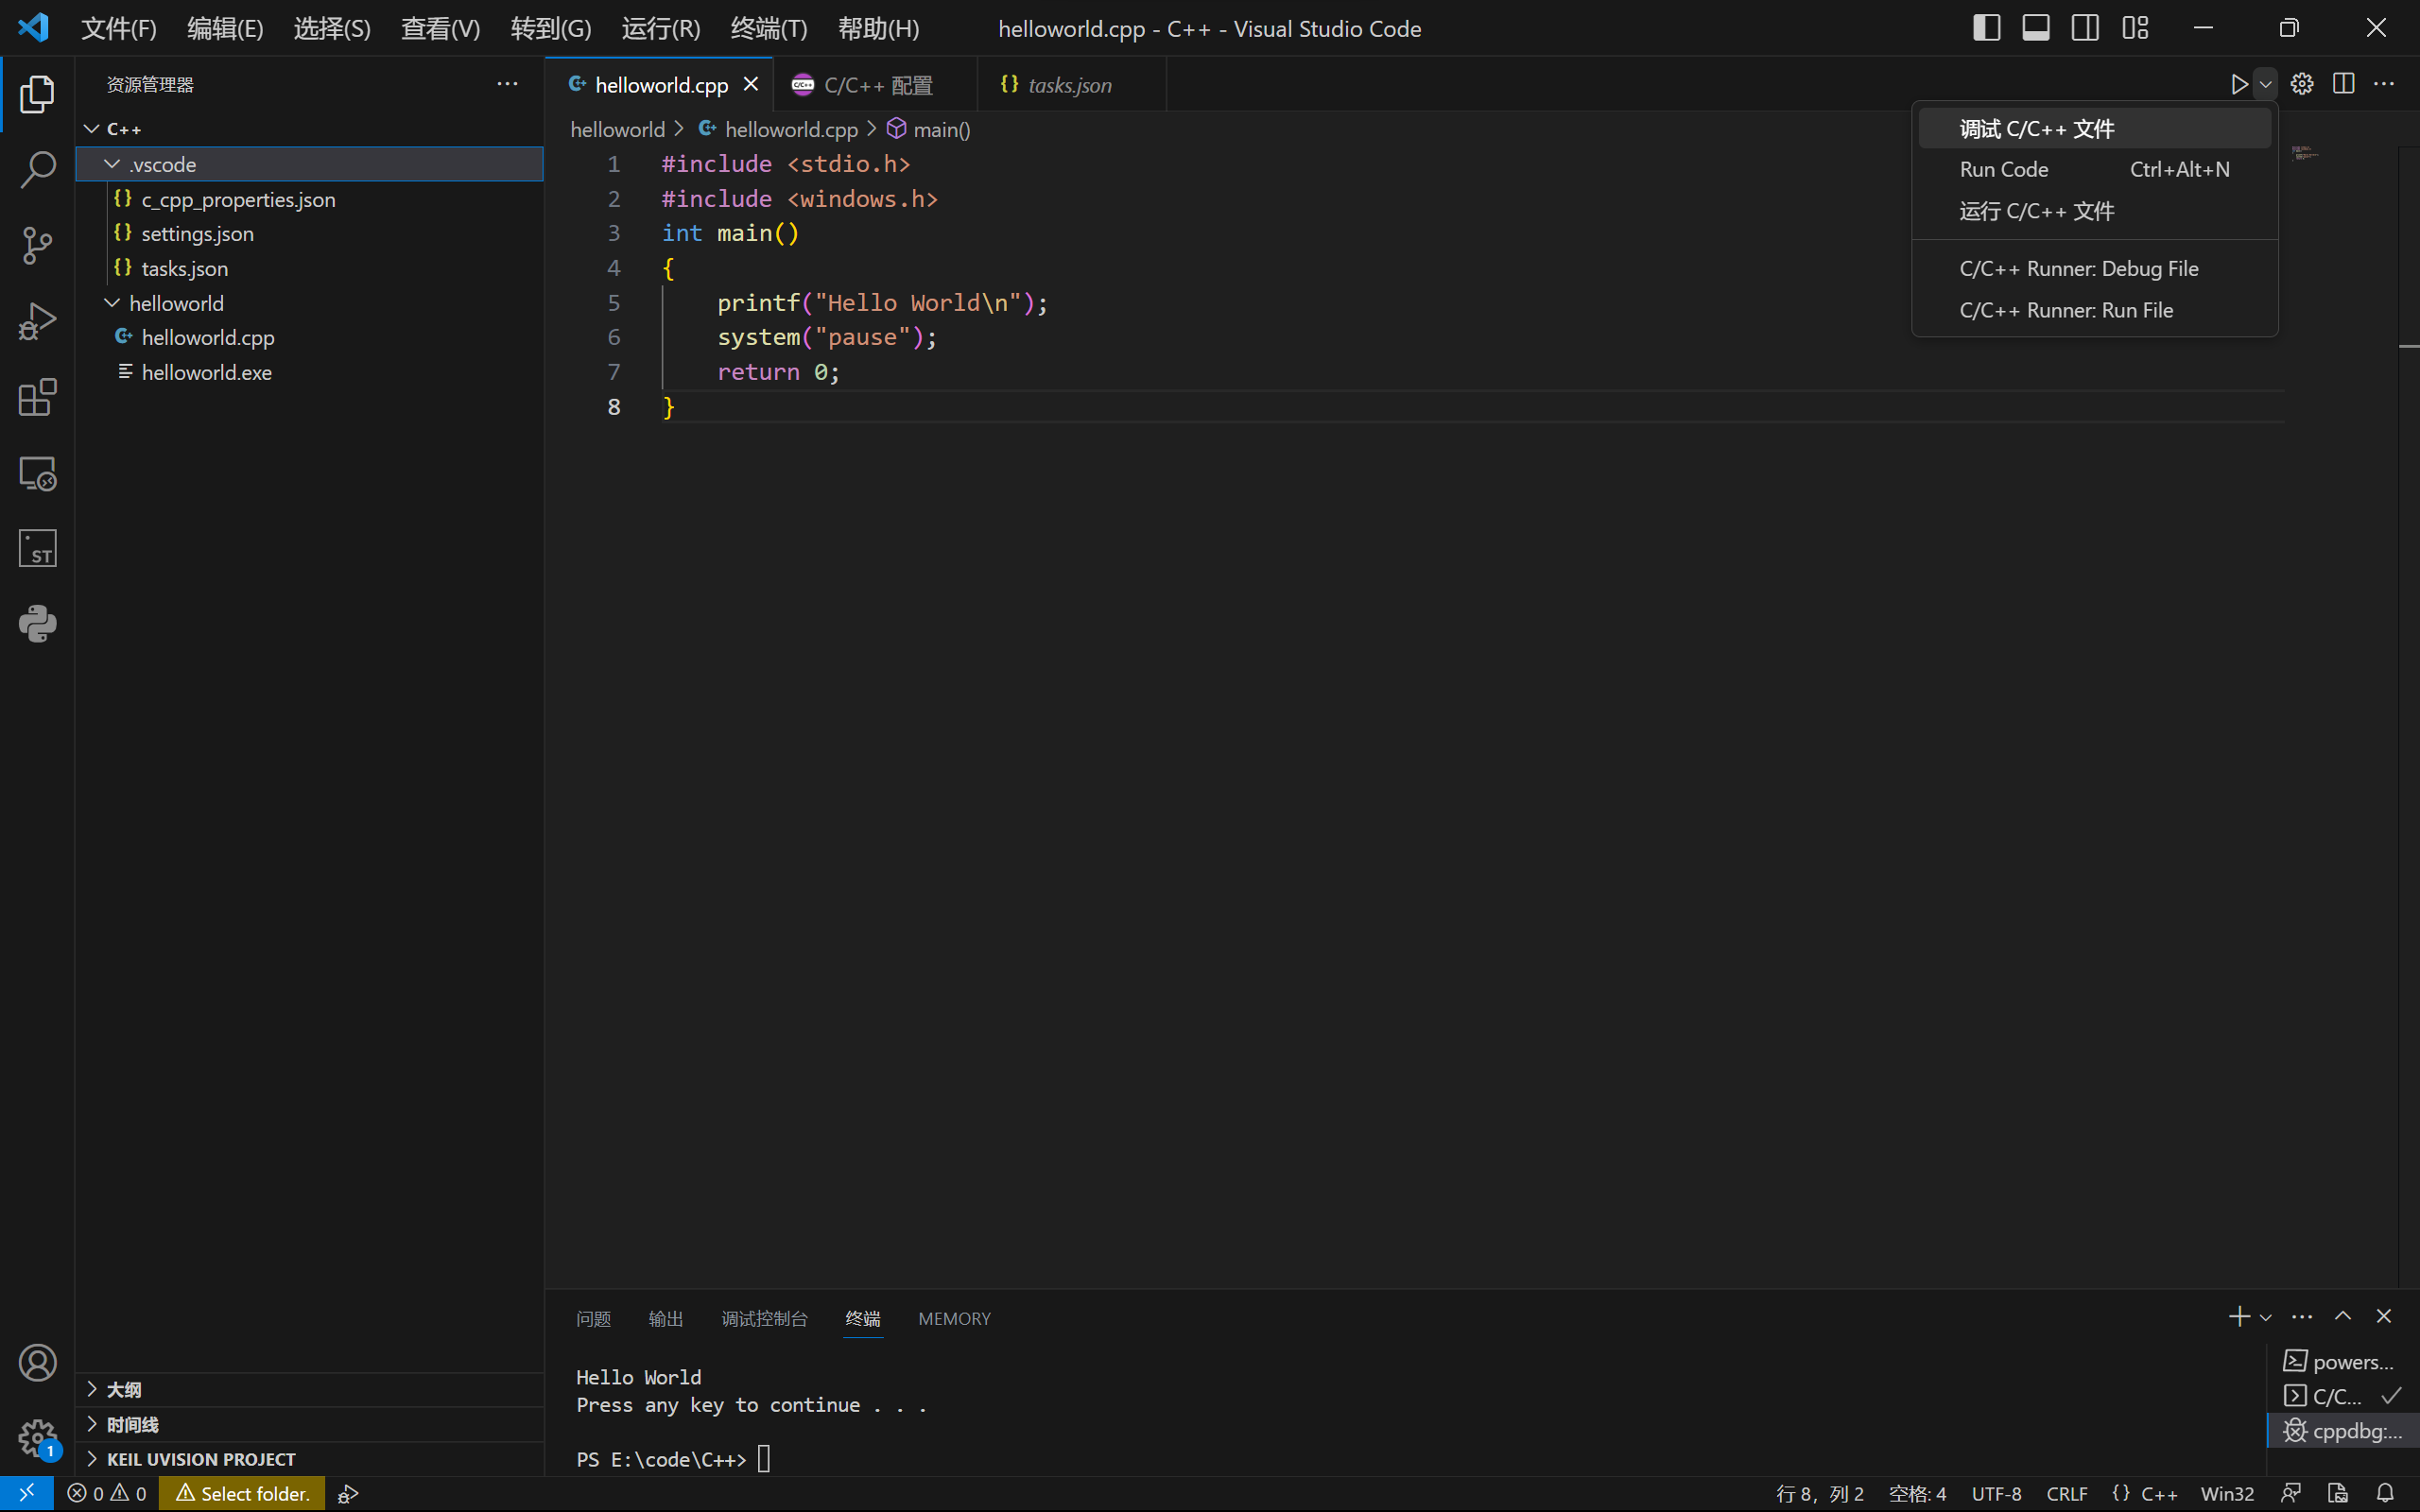 文件(F) 编辑(E) 选择(S) 查看(V) 转到(G) 运行(R) 终端(T) 帮助(H) helloworld.cpp - C++ - Visual Studio Code
资源管理器
C++
.vscode
c_cpp_properties.json
settings.json
tasks.json
helloworld
helloworld.cpp
helloworld.exe
ST
大纲
时间线
KEIL UVISION PROJECT
1
helloworld.cpp C/C++ 配置 tasks.json
helloworld > helloworld.cpp > main()
1 #include <stdio.h>
2 #include <windows.h>
3 int main()
4 {
5 printf("Hello World\n");
6 system("pause");
7 return 0;
8 }
调试 C/C++ 文件
Run Code Ctrl+Alt+N
运行 C/C++ 文件
C/C++ Runner: Debug File
C/C++ Runner: Run File
问题 输出 调试控制台 终端 MEMORY
Hello World
Press any key to continue . . .
PS E:\code\C++>
powers...
C/C...
cppdbg:...
0 0 Select folder. 行 8，列 2 空格: 4 UTF-8 CRLF {} C++ Win32